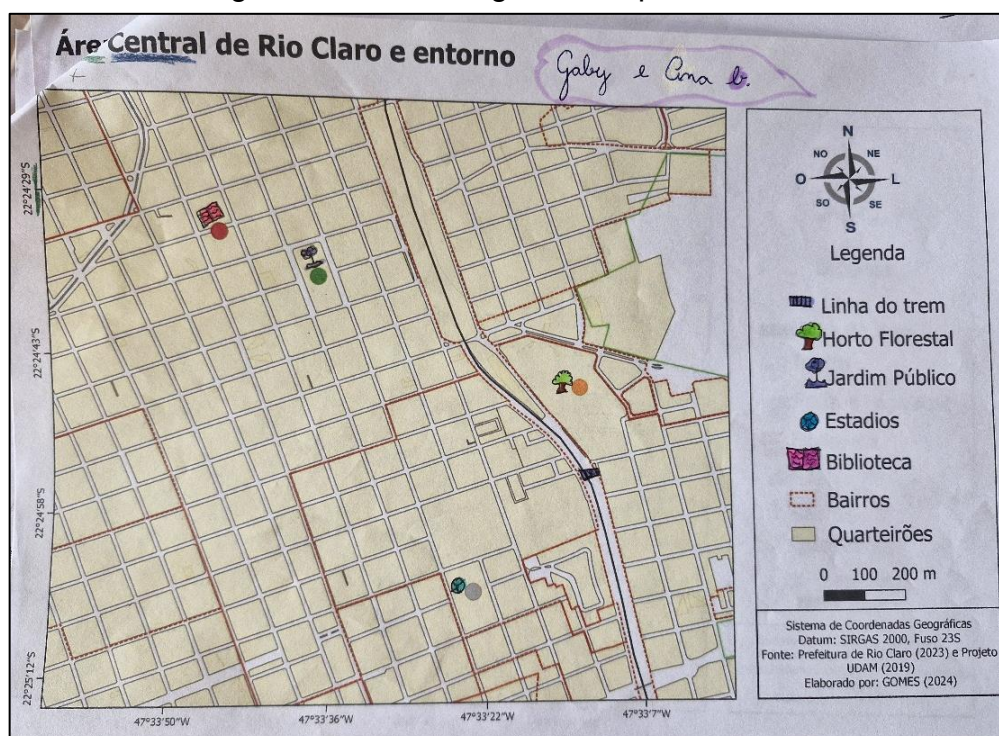 Área Central de Rio Claro e entorno
Gaby e Ana b.
22°24'29"S
22°24'43"S
22°24'58"S
22°25'12"S
47°33'50"W
47°33'36"W
47°33'22"W
47°33'7"W
N
NO
NE
O
L
SO
SE
S
Legenda
Linha do trem
Horto Florestal
Jardim Público
Estadios
Biblioteca
Bairros
Quarteirões
0 100 200 m
Sistema de Coordenadas Geográficas
Datum: SIRGAS 2000, Fuso 23S
Fonte: Prefeitura de Rio Claro (2023) e Projeto
UDAM (2019)
Elaborado por: GOMES (2024)